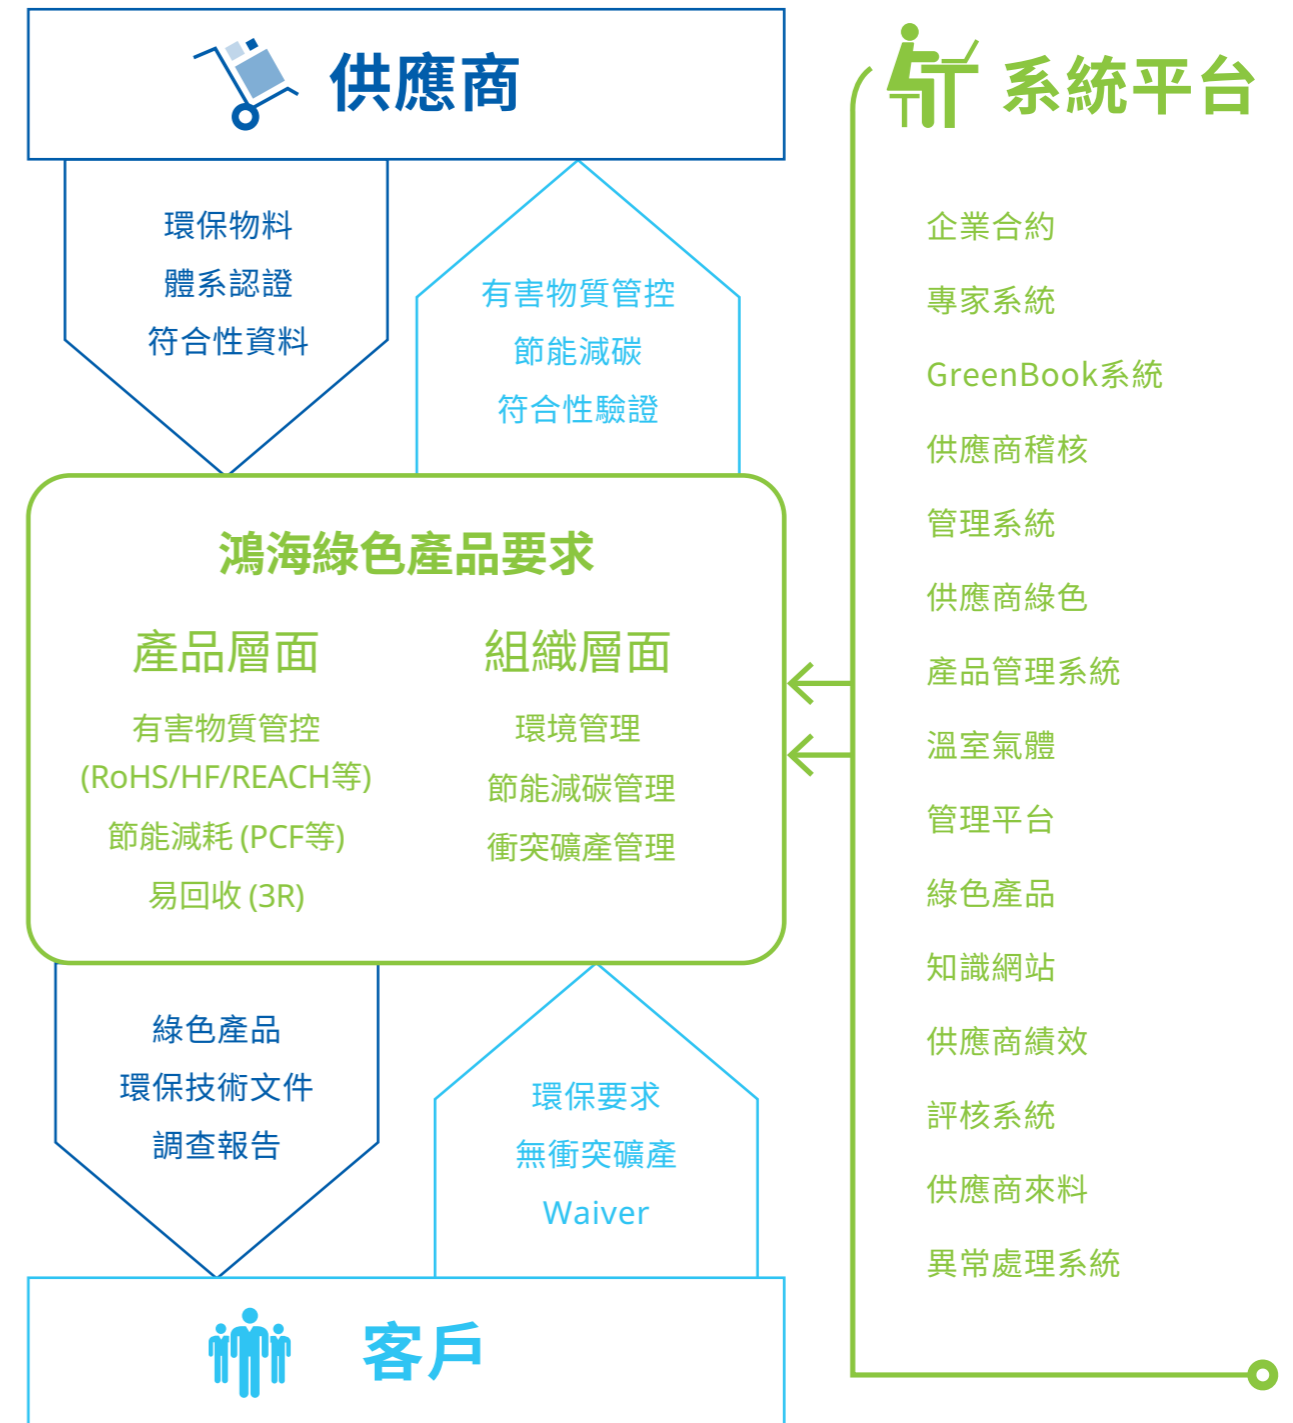 供應商
環保物料
體系認證
符合性資料
有害物質管控
節能減碳
符合性驗證
鴻海綠色產品要求
產品層面
有害物質管控
(RoHS/HF/REACH等)
節能減耗 (PCF等)
易回收 (3R)
組織層面
環境管理
節能減碳管理
衝突礦產管理
綠色產品
環保技術文件
調查報告
環保要求
無衝突礦產
Waiver
客戶
系統平台
企業合約
專家系統
GreenBook系統
供應商稽核
管理系統
供應商綠色
產品管理系統
溫室氣體
管理平台
綠色產品
知識網站
供應商績效
評核系統
供應商來料
異常處理系統